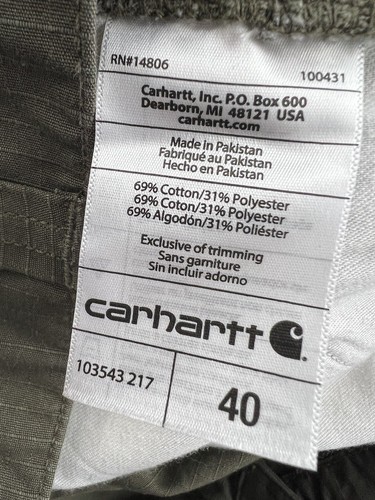 RN#14806
100431
Carhartt, Inc. P.O. Box 600
Dearborn, MI 48121 USA
carhartt.com
Made in Pakistan
Fabriqué au Pakistan
Hecho en Pakistan
69% Cotton/31% Polyester
69% Coton/31% Polyester
69% Algodón/31% Poliéster
Exclusive of trimming
Sans garniture
Sin incluir adorno
carhartt
103543 217
40